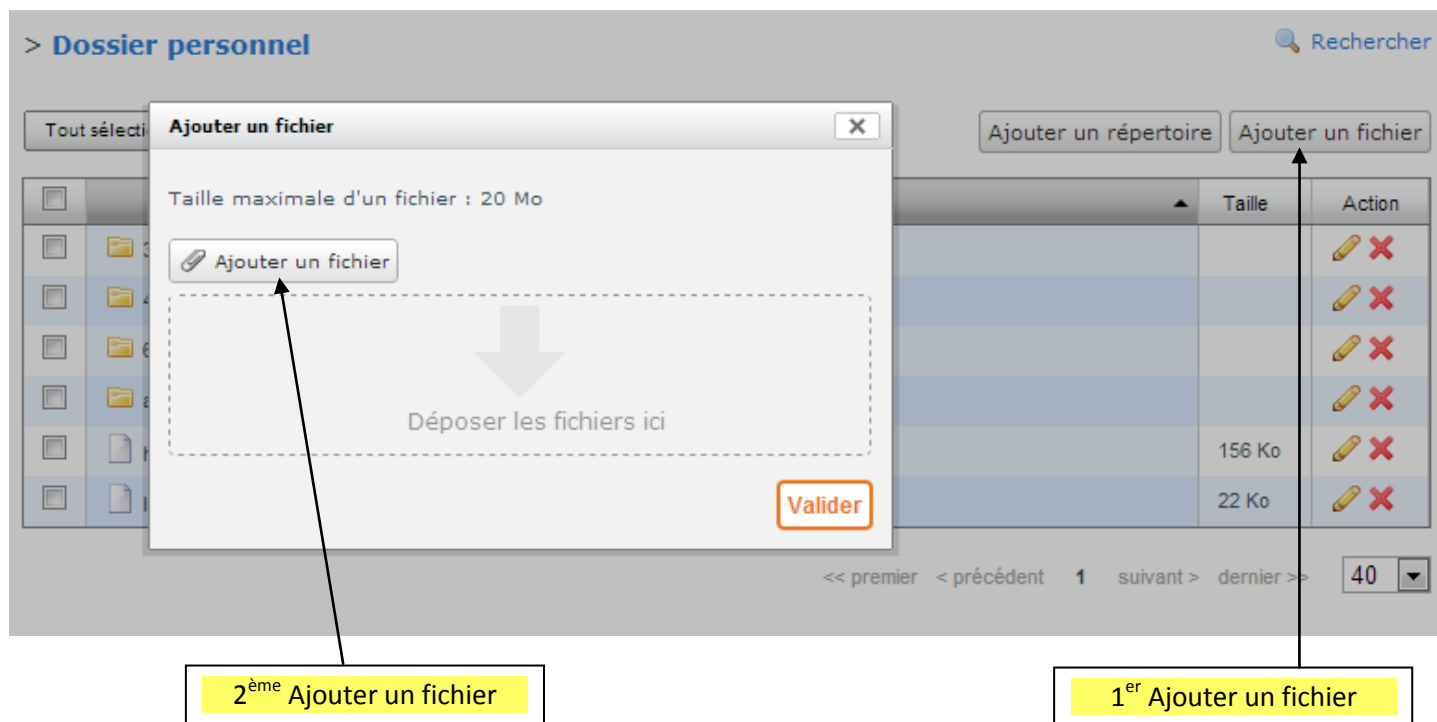 > Dossier personnel
Rechercher
Tout sélecti
Ajouter un fichier
Ajouter un répertoire
Ajouter un fichier
Taille maximale d'un fichier : 20 Mo
Taille
Action
Ajouter un fichier
Déposer les fichiers ici
156 Ko
22 Ko
Valider
<< premier < précédent 1 suivant > dernier >> 40
2ème Ajouter un fichier
1er Ajouter un fichier